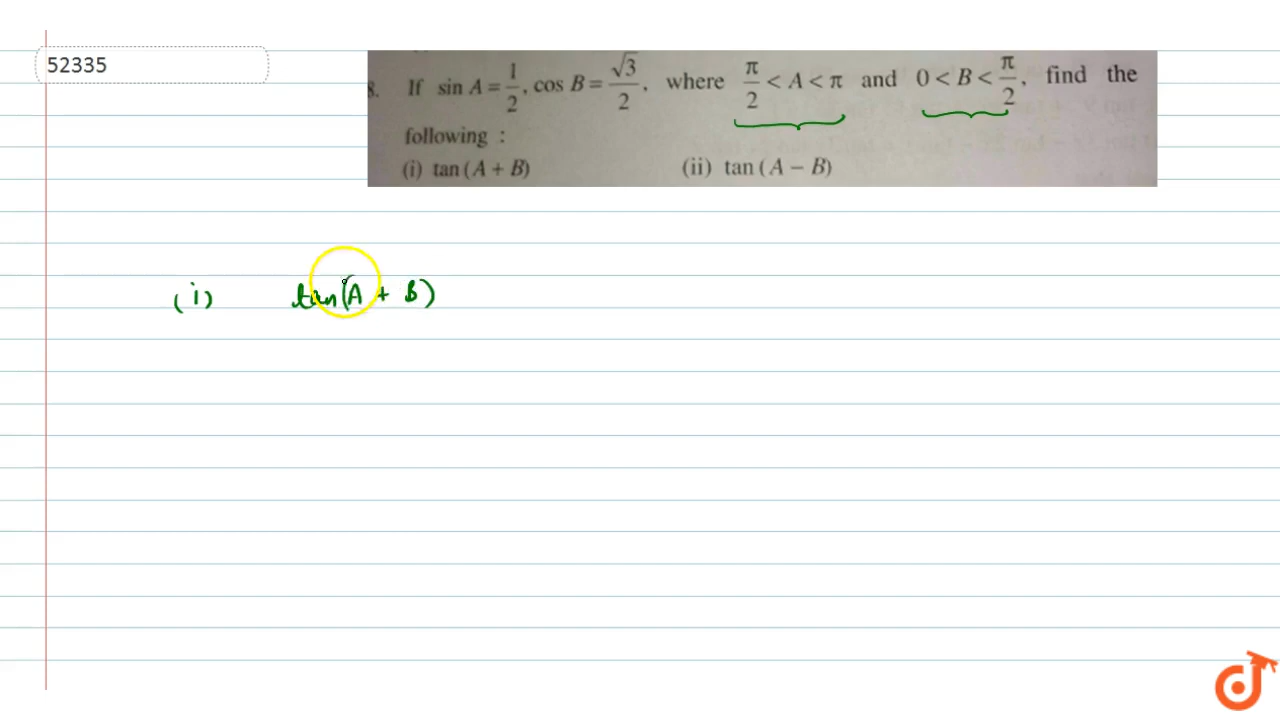 52335
8. If sin A = 1/2, cos B = √3/2, where π/2 < A < π and 0 < B < π/2, find the
following :
(i) tan (A + B) (ii) tan (A − B)
(i) tan(A + B)